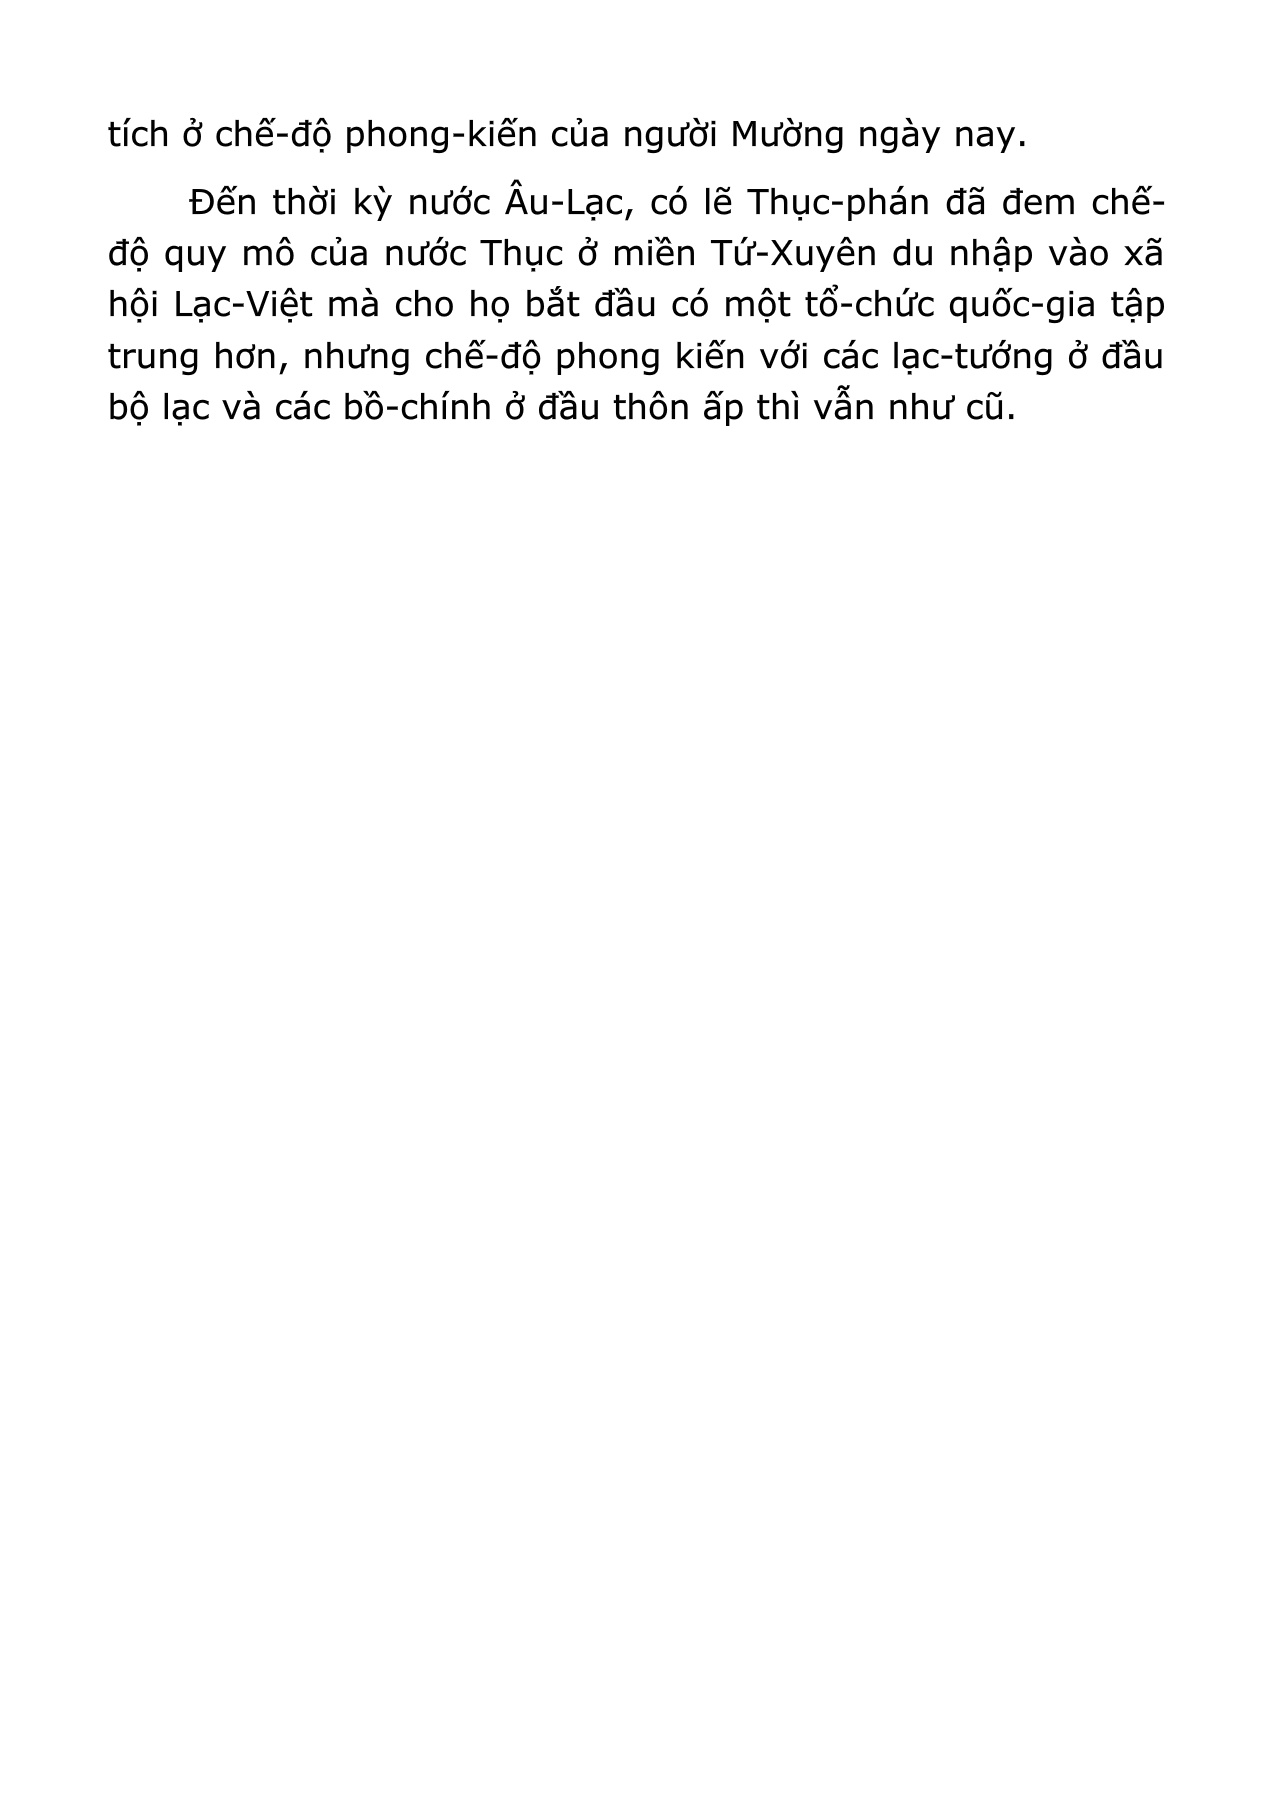 tích ở chế-độ phong-kiến của người Mường ngày nay.
Đến thời kỳ nước Âu-Lạc, có lẽ Thục-phán đã đem chế-
độ quy mô của nước Thục ở miền Tứ-Xuyên du nhập vào xã
hội Lạc-Việt mà cho họ bắt đầu có một tổ-chức quốc-gia tập
trung hơn, nhưng chế-độ phong kiến với các lạc-tướng ở đầu
bộ lạc và các bồ-chính ở đầu thôn ấp thì vẫn như cũ.